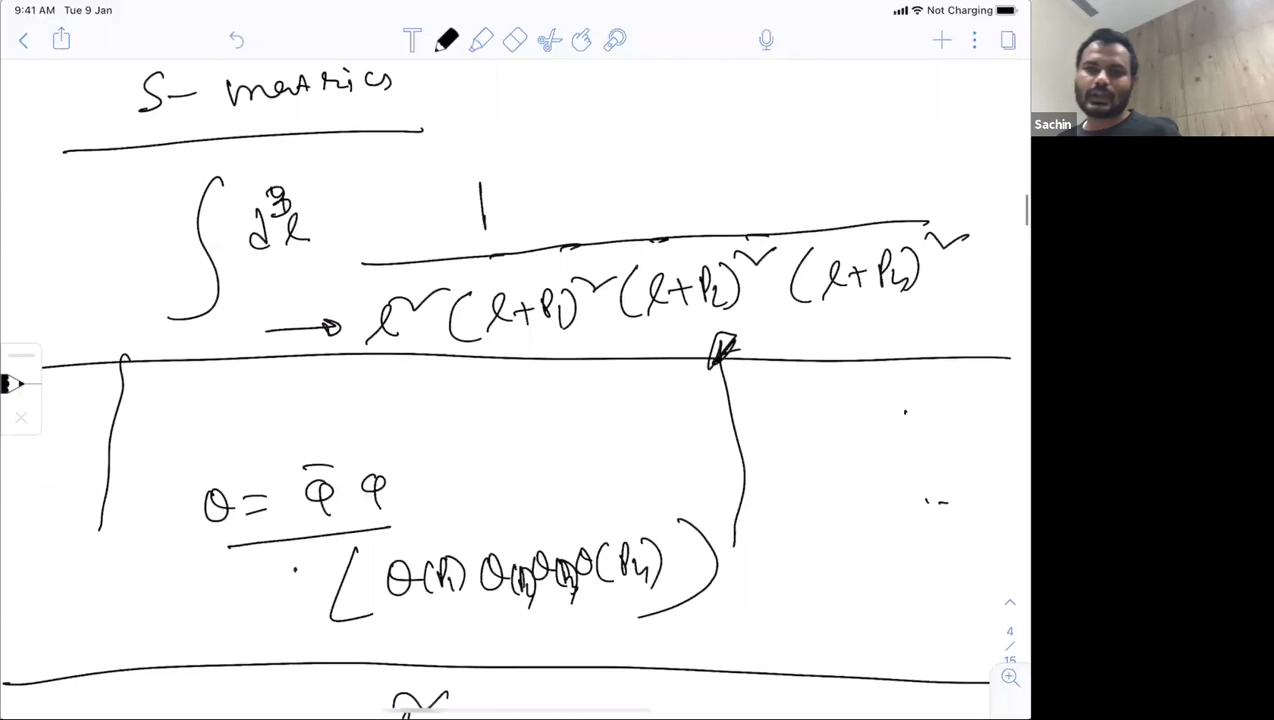 9:41 AM Tue 9 Jan
Not Charging
S- matrics
∫ d³l 1
→ l² (l+P₁)² (l+P₂)² (l+P₄)²
Sachin
θ = φ̄ φ
⟨ θ(P₁) θ(P₂) θ(P₃) θ(P₄) ⟩
4
/
15